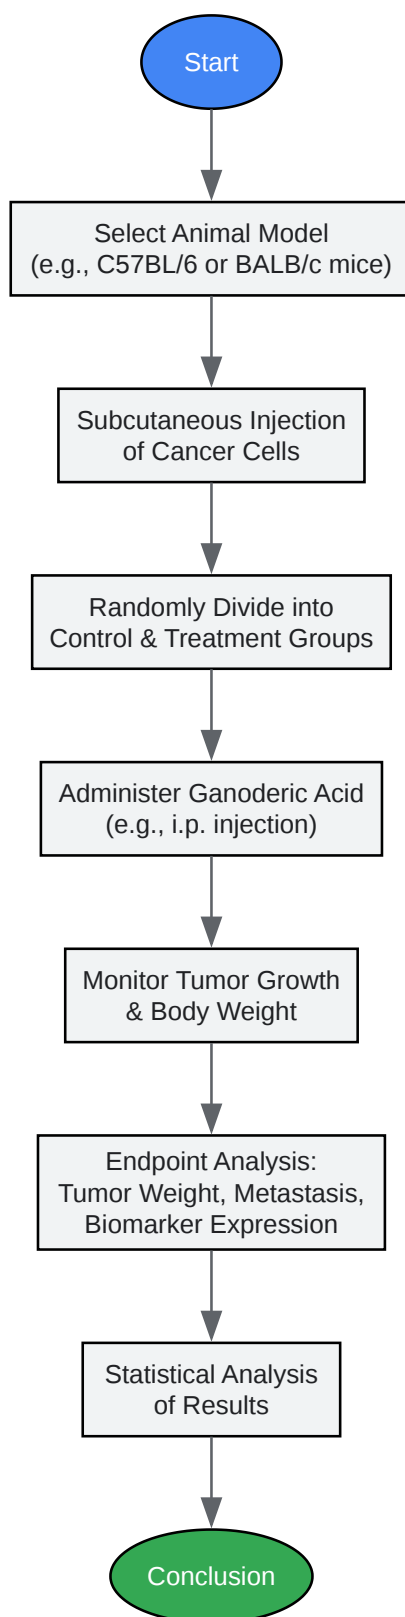 Start
Select Animal Model
(e.g., C57BL/6 or BALB/c mice)
Subcutaneous Injection
of Cancer Cells
Randomly Divide into
Control & Treatment Groups
Administer Ganoderic Acid
(e.g., i.p. injection)
Monitor Tumor Growth
& Body Weight
Endpoint Analysis:
Tumor Weight, Metastasis,
Biomarker Expression
Statistical Analysis
of Results
Conclusion